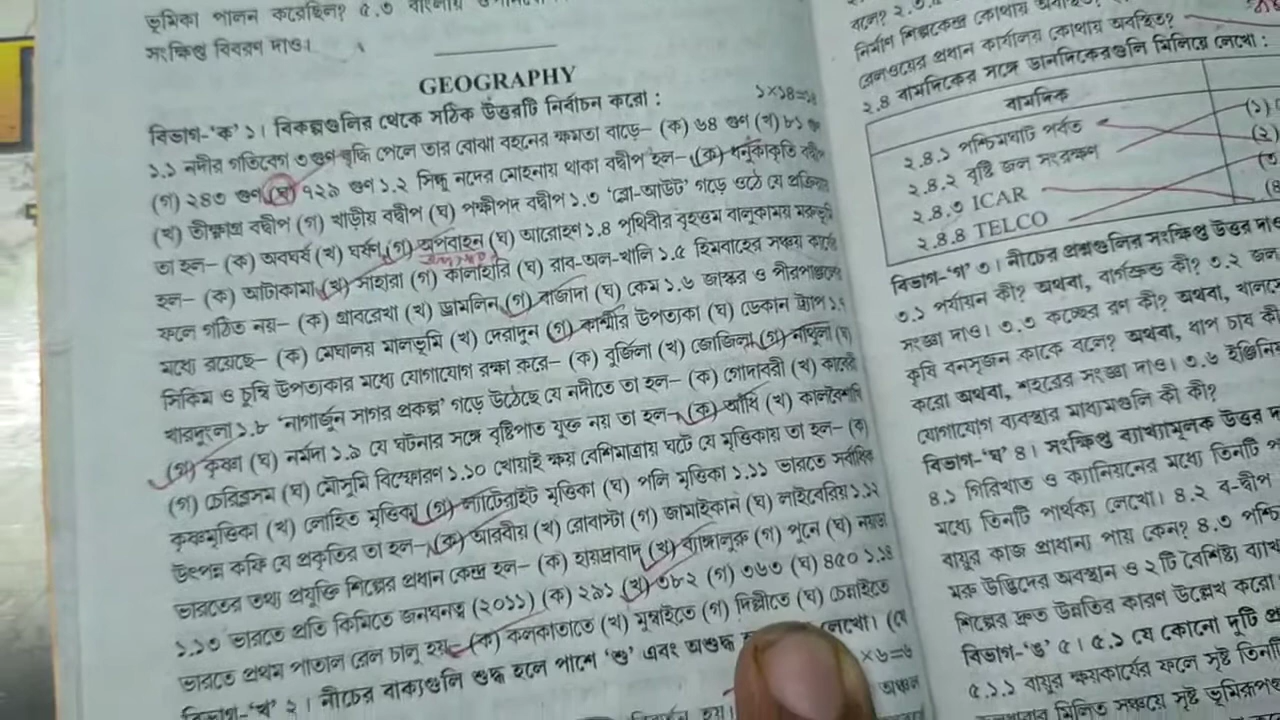 ভূমিকা পালন করেছিল? ৫.৩ বাংলায়
সংক্ষিপ্ত বিবরণ দাও।
GEOGRAPHY
বিভাগ-‘ক’ ১। বিকল্পগুলির থেকে সঠিক উত্তরটি নির্বাচন করো : ১×১৪=১৪
১.১ নদীর গতিবেগ ৩ গুণ বৃদ্ধি পেলে তার বোঝা বহনের ক্ষমতা বাড়ে– (ক) ৬৪ গুণ (খ) ৮১ গুণ
(গ) ২৪৩ গুণ (ঘ) ৭২৯ গুণ ১.২ সিন্ধু নদের মোহনায় থাকা বদ্বীপ হল– (ক) ধনুকাকৃতি বদ্বীপ
(খ) তীক্ষ্ণাগ্র বদ্বীপ (গ) খাড়ীয় বদ্বীপ (ঘ) পক্ষীপদ বদ্বীপ ১.৩ ‘ব্লো-আউট’ গড়ে ওঠে যে প্রক্রিয়ায়
তা হল– (ক) অবঘর্ষ (খ) ঘর্ষণ (গ) অপবাহন (ঘ) আরোহণ ১.৪ পৃথিবীর বৃহত্তম বালুকাময় মরুভূমি
হল– (ক) আটাকামা (খ) সাহারা (গ) কালাহারি (ঘ) রাব-অল-খালি ১.৫ হিমবাহের সঞ্চয় কার্যের
ফলে গঠিত নয়– (ক) গ্রাবরেখা (খ) ড্রামলিন (গ) বার্জাদা (ঘ) কেম ১.৬ জাস্কর ও পীরপাঞ্জালের
মধ্যে রয়েছে– (ক) মেঘালয় মালভূমি (খ) দেরাদুন (গ) কাশ্মীর উপত্যকা (ঘ) ডেকান ট্র্যাপ ১.৭
সিকিম ও চুম্বি উপত্যকার মধ্যে যোগাযোগ রক্ষা করে– (ক) বুর্জিলা (খ) জোজিলা (গ) নাথুলা (ঘ)
খারদুংলা ১.৮ ‘নাগার্জুন সাগর প্রকল্প’ গড়ে উঠেছে যে নদীতে তা হল– (ক) গোদাবরী (খ) কাবেরী
(গ) কৃষ্ণা (ঘ) নর্মদা ১.৯ যে ঘটনার সঙ্গে বৃষ্টিপাত যুক্ত নয় তা হল– (ক) আঁধি (খ) কালবৈশাখি
(গ) চেরিব্লসম (ঘ) মৌসুমি বিস্ফোরণ ১.১০ খোয়াই ক্ষয় বেশিমাত্রায় ঘটে যে মৃত্তিকায় তা হল– (ক)
কৃষ্ণমৃত্তিকা (খ) লোহিত মৃত্তিকা (গ) ল্যাটেরাইট মৃত্তিকা (ঘ) পলি মৃত্তিকা ১.১১ ভারতে সর্বাধিক
উৎপন্ন কফি যে প্রকৃতির তা হল– (ক) আরবীয় (খ) রোবাস্টা (গ) জামাইকান (ঘ) লাইবেরিয় ১.১২
ভারতের তথ্য প্রযুক্তি শিল্পের প্রধান কেন্দ্র হল– (ক) হায়দ্রাবাদ (খ) ব্যাঙ্গালুরু (গ) পুনে (ঘ) নয়ডা
১.১৩ ভারতে প্রতি কিমিতে জনঘনত্ব (২০১১) (ক) ২৯১ (খ) ৩৮২ (গ) ৩৬৩ (ঘ) ৪৫০ ১.১৪
ভারতে প্রথম পাতাল রেল চালু হয়– (ক) কলকাতাতে (খ) মুম্বাইতে (গ) দিল্লীতে (ঘ) চেন্নাইতে
বিভাগ-‘খ’ ২। নীচের বাক্যগুলি শুদ্ধ হলে পাশে ‘শু’ এবং অশুদ্ধ লেখো।
×৬=৬
নির্মাণ শিল্পকেন্দ্র কোথায় অবস্থিত?
রেলওয়ের প্রধান কার্যালয় কোথায় অবস্থিত?
২.৪ বামদিকের সঙ্গে ডানদিকেরগুলি মিলিয়ে লেখো :
বামদিক
২.৪.১ পশ্চিমঘাট পর্বত (১)
২.৪.২ বৃষ্টি জল সংরক্ষণ (২)
২.৪.৩ ICAR (৩)
২.৪.৪ TELCO
বিভাগ-‘গ’ ৩। নীচের প্রশ্নগুলির সংক্ষিপ্ত উত্তর দাও
৩.১ পর্যায়ন কী? অথবা, বার্গস্রুন্ড কী? ৩.২ জল
সংজ্ঞা দাও। ৩.৩ কচ্ছের রণ কী? অথবা,
কৃষি বনসৃজন কাকে বলে? অথবা, ধাপ চাষ কী?
করো অথবা, শহরের সংজ্ঞা দাও। ৩.৬
যোগাযোগ ব্যবস্থার মাধ্যমগুলি কী কী?
বিভাগ-‘ঘ’ ৪। সংক্ষিপ্ত ব্যাখ্যামূলক উত্তর
৪.১ গিরিখাত ও ক্যানিয়নের মধ্যে তিনটি
মধ্যে তিনটি পার্থক্য লেখো। ৪.২ ব-দ্বীপ
বায়ুর কাজ প্রাধান্য পায় কেন? ৪.৩
মরু উদ্ভিদের অবস্থান ও ২টি বৈশিষ্ট্য
শিল্পের দ্রুত উন্নতির কারণ উল্লেখ করো
বিভাগ-‘ঙ’ ৫। ৫.১ যে কোনো দুটি
৫.১.১ বায়ুর ক্ষয়কার্যের ফলে সৃষ্ট
মিলিত সঞ্চয়ে সৃষ্ট